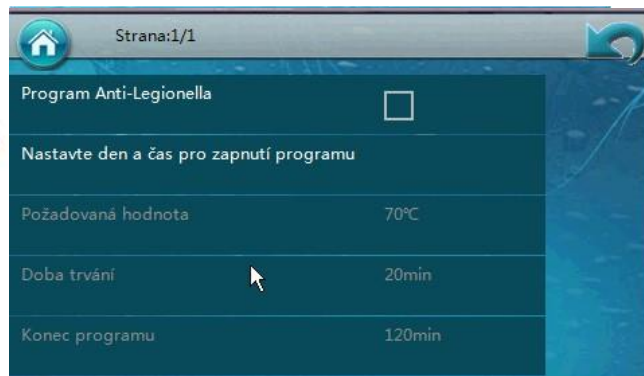 Strana:1/1
Program Anti-Legionella
Nastavte den a čas pro zapnutí programu
Požadovaná hodnota 70℃
Doba trvání 20min
Konec programu 120min